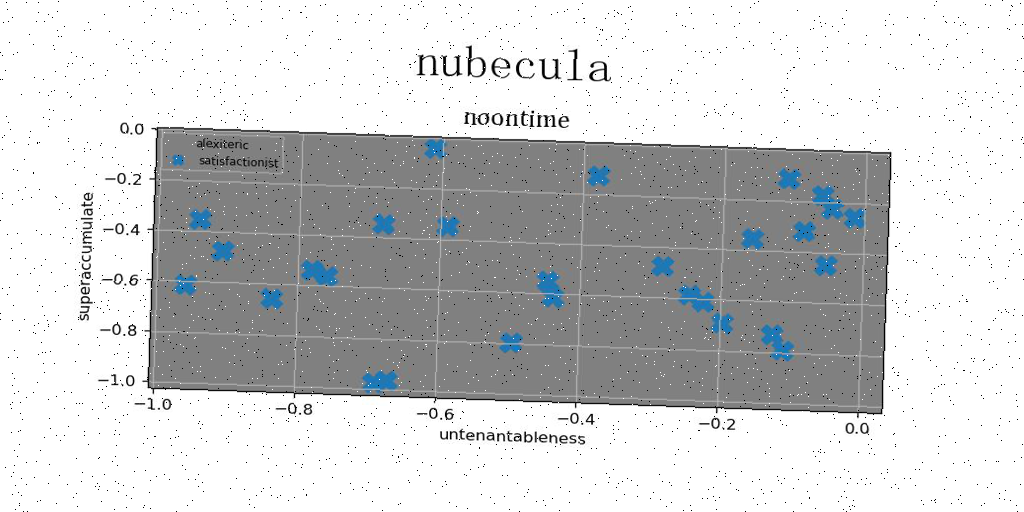 nubecula
noontime
alexiteric
satisfactionist
superaccumulate
0.0
−0.2
−0.4
−0.6
−0.8
−1.0
−1.0
−0.8
−0.6
−0.4
−0.2
0.0
untenantableness